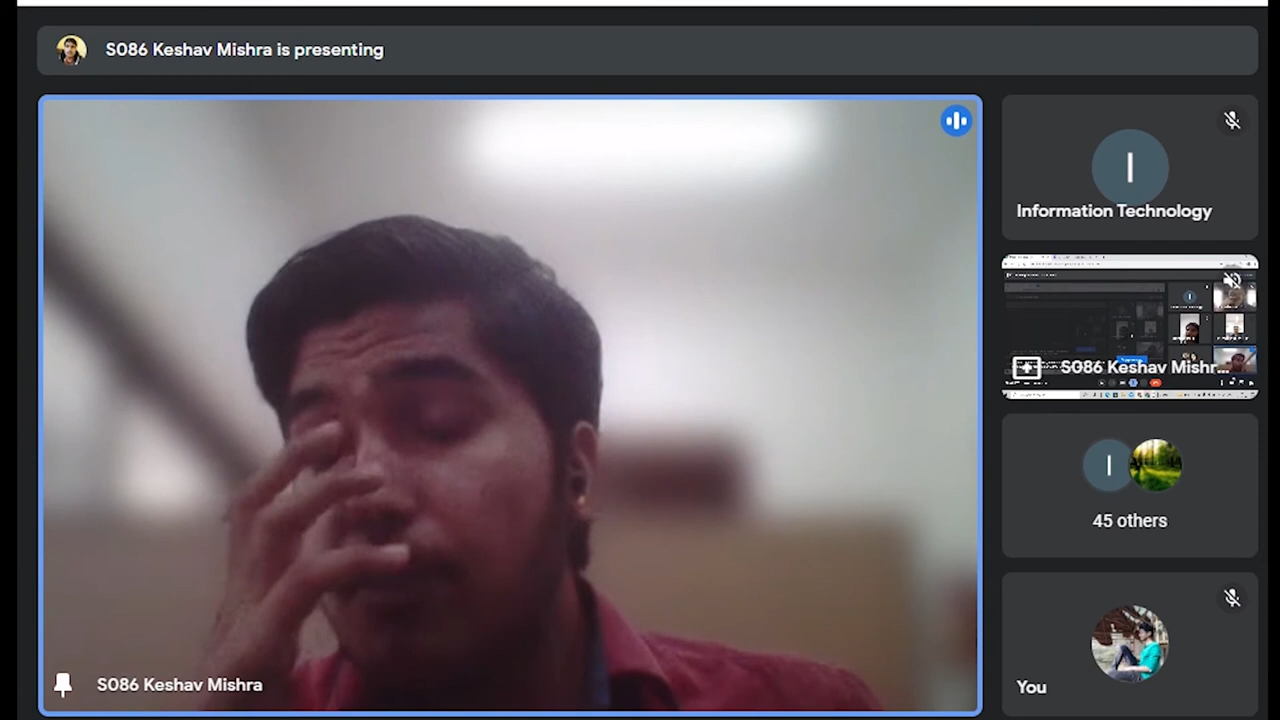 S086 Keshav Mishra is presenting
I
Information Technology
S086 Keshav Mishr...
I
45 others
You
S086 Keshav Mishra